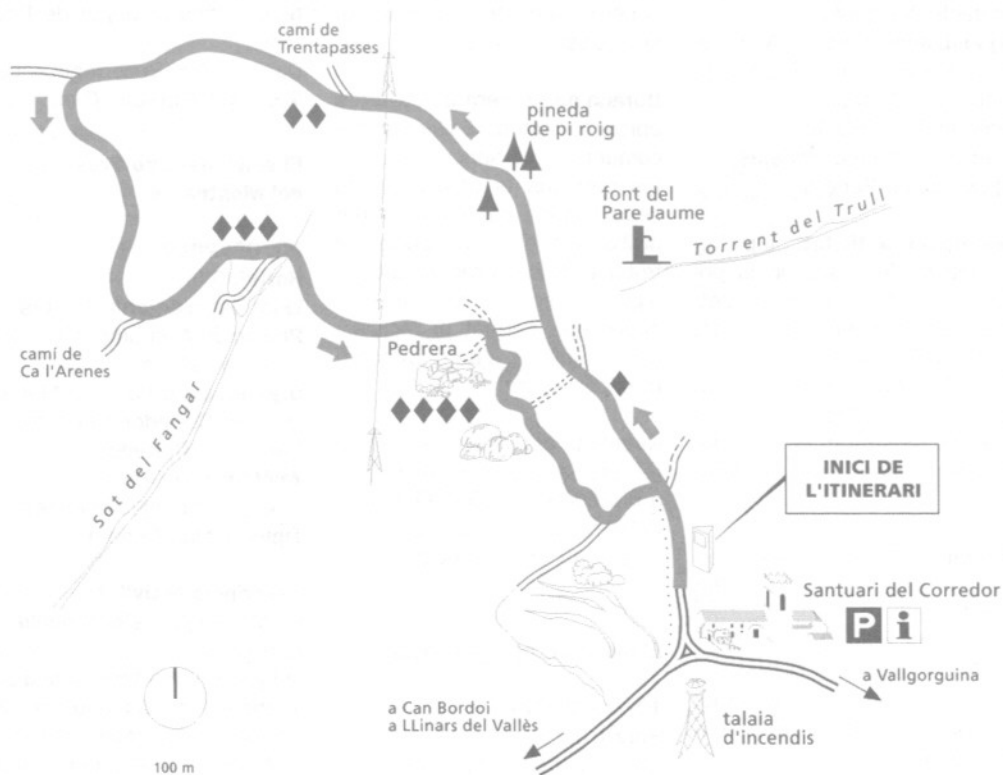 camí de
Trentapasses
pineda
de pi roig
font del
Pare Jaume
Torrent del Trull
camí de
Ca l'Arenes
Pedrera
Sot del Fangar
INICI DE
L'ITINERARI
Santuari del Corredor
P i
a Vallgorguina
a Can Bordoi
a LLinars del Vallès
talaia
d'incendis
100 m